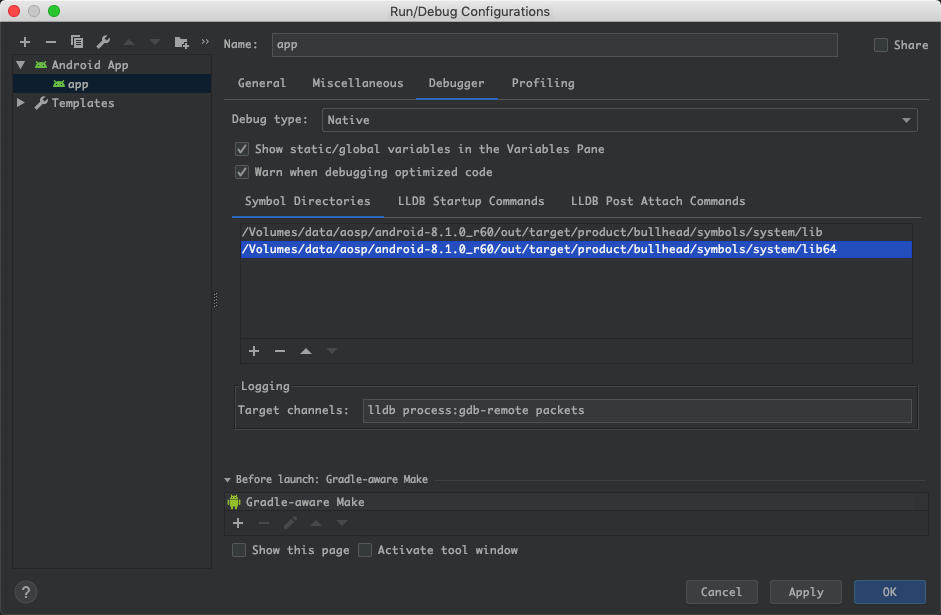 Run/Debug Configurations
Name: app
Share
Android App
app
Templates
General Miscellaneous Debugger Profiling
Debug type: Native
Show static/global variables in the Variables Pane
Warn when debugging optimized code
Symbol Directories LLDB Startup Commands LLDB Post Attach Commands
/Volumes/data/aosp/android-8.1.0_r60/out/target/product/bullhead/symbols/system/lib
/Volumes/data/aosp/android-8.1.0_r60/out/target/product/bullhead/symbols/system/lib64
Logging
Target channels: lldb process:gdb-remote packets
Before launch: Gradle-aware Make
Gradle-aware Make
Show this page Activate tool window
? Cancel Apply OK